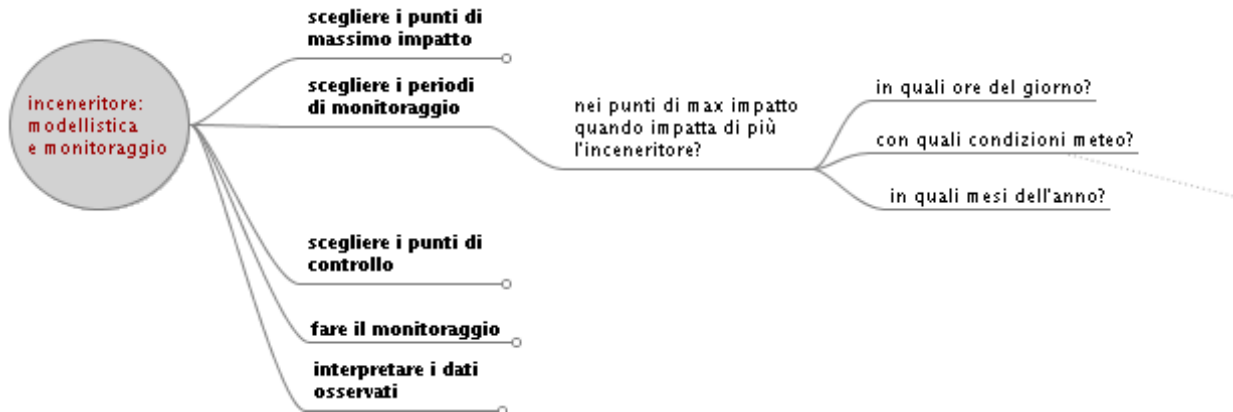 inceneritore:
modellistica
e monitoraggio
scegliere i punti di
massimo impatto
scegliere i periodi
di monitoraggio
nei punti di max impatto
quando impatta di più
l'inceneritore?
in quali ore del giorno?
con quali condizioni meteo?
in quali mesi dell'anno?
scegliere i punti di
controllo
fare il monitoraggio
interpretare i dati
osservati